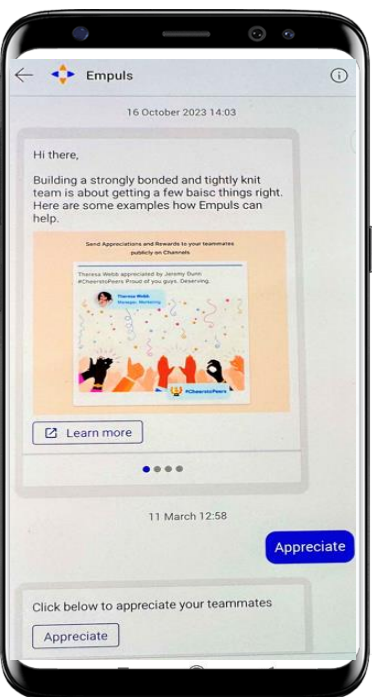 Empuls
16 October 2023 14:03
Hi there,
Building a strongly bonded and tightly knit
team is about getting a few baisc things right.
Here are some examples how Empuls can
help.
Send Appreciations and Rewards to your teammates
publicly on Channels
Theresa Webb appreciated by Jeremy Dunn
#CheerstoPeers Proud of you guys. Deserving.
Theresa Webb
Manager, Marketing
#CheerstoPeers
Learn more
11 March 12:58
Appreciate
Click below to appreciate your teammates
Appreciate